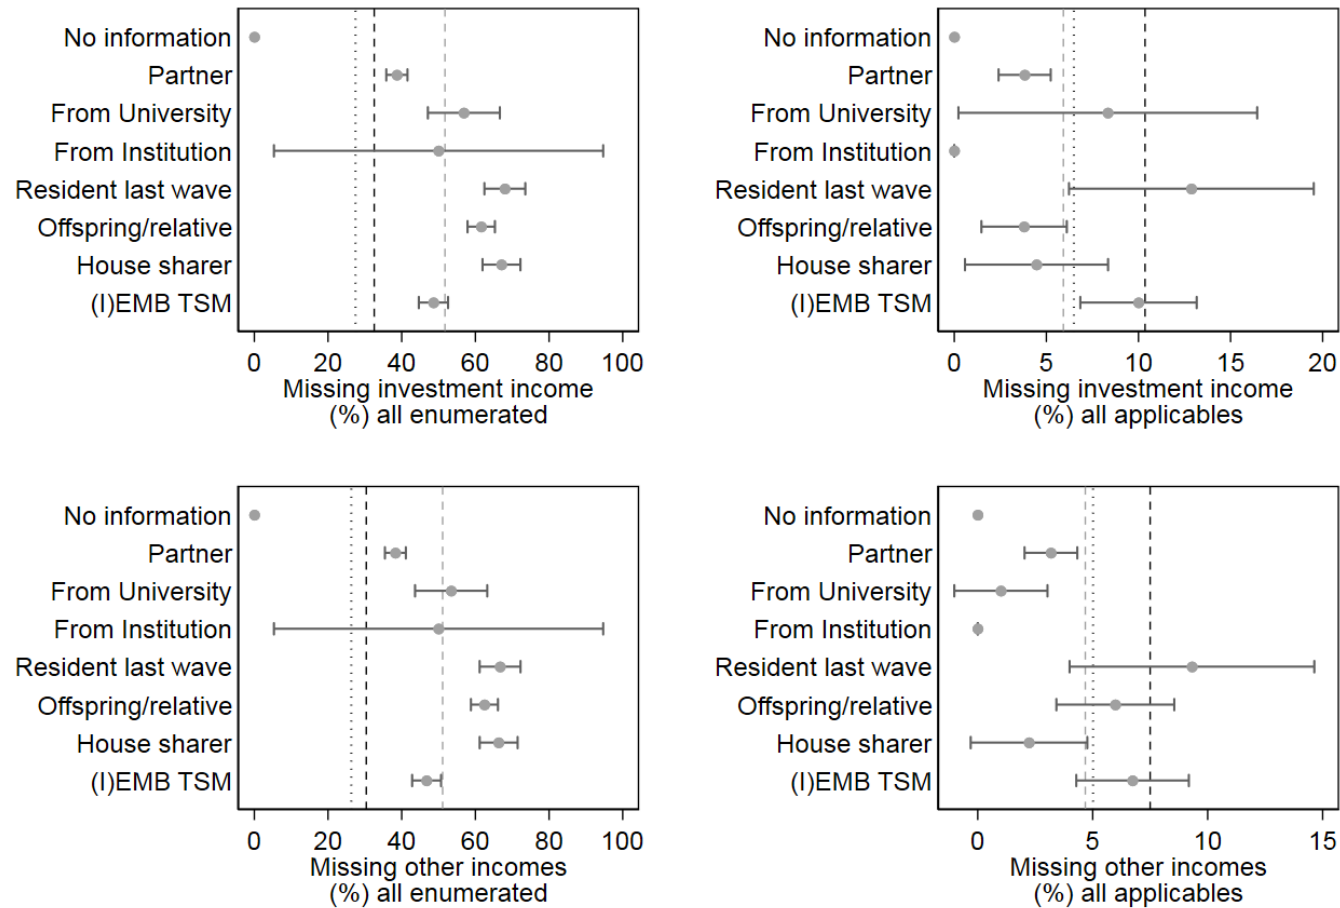 No information
Partner
From University
From Institution
Resident last wave
Offspring/relative
House sharer
(I)EMB TSM
0 20 40 60 80 100
Missing investment income
(%) all enumerated
No information
Partner
From University
From Institution
Resident last wave
Offspring/relative
House sharer
(I)EMB TSM
0 5 10 15 20
Missing investment income
(%) all applicables
No information
Partner
From University
From Institution
Resident last wave
Offspring/relative
House sharer
(I)EMB TSM
0 20 40 60 80 100
Missing other incomes
(%) all enumerated
No information
Partner
From University
From Institution
Resident last wave
Offspring/relative
House sharer
(I)EMB TSM
0 5 10 15
Missing other incomes
(%) all applicables